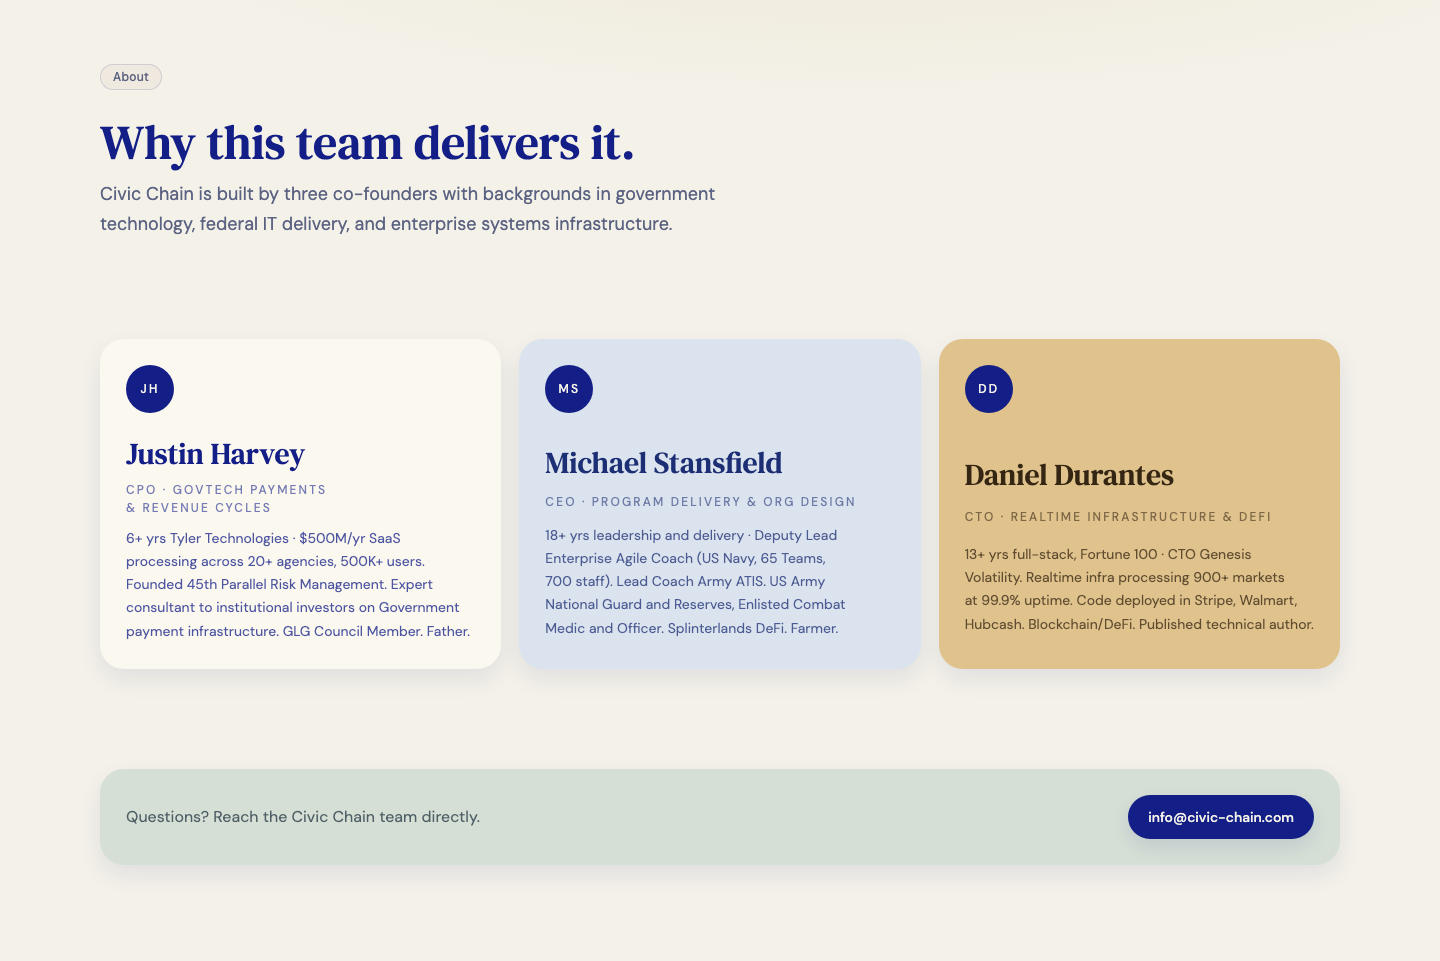 About
Why this team delivers it.
Civic Chain is built by three co-founders with backgrounds in government
technology, federal IT delivery, and enterprise systems infrastructure.
JH
Justin Harvey
CPO · GOVTECH PAYMENTS
& REVENUE CYCLES
6+ yrs Tyler Technologies · $500M/yr SaaS
processing across 20+ agencies, 500K+ users.
Founded 45th Parallel Risk Management. Expert
consultant to institutional investors on Government
payment infrastructure. GLG Council Member. Father.
MS
Michael Stansfield
CEO · PROGRAM DELIVERY & ORG DESIGN
18+ yrs leadership and delivery · Deputy Lead
Enterprise Agile Coach (US Navy, 65 Teams,
700 staff). Lead Coach Army ATIS. US Army
National Guard and Reserves, Enlisted Combat
Medic and Officer. Splinterlands DeFi. Farmer.
DD
Daniel Durantes
CTO · REALTIME INFRASTRUCTURE & DEFI
13+ yrs full-stack, Fortune 100 · CTO Genesis
Volatility. Realtime infra processing 900+ markets
at 99.9% uptime. Code deployed in Stripe, Walmart,
Hubcash. Blockchain/DeFi. Published technical author.
Questions? Reach the Civic Chain team directly.
info@civic-chain.com